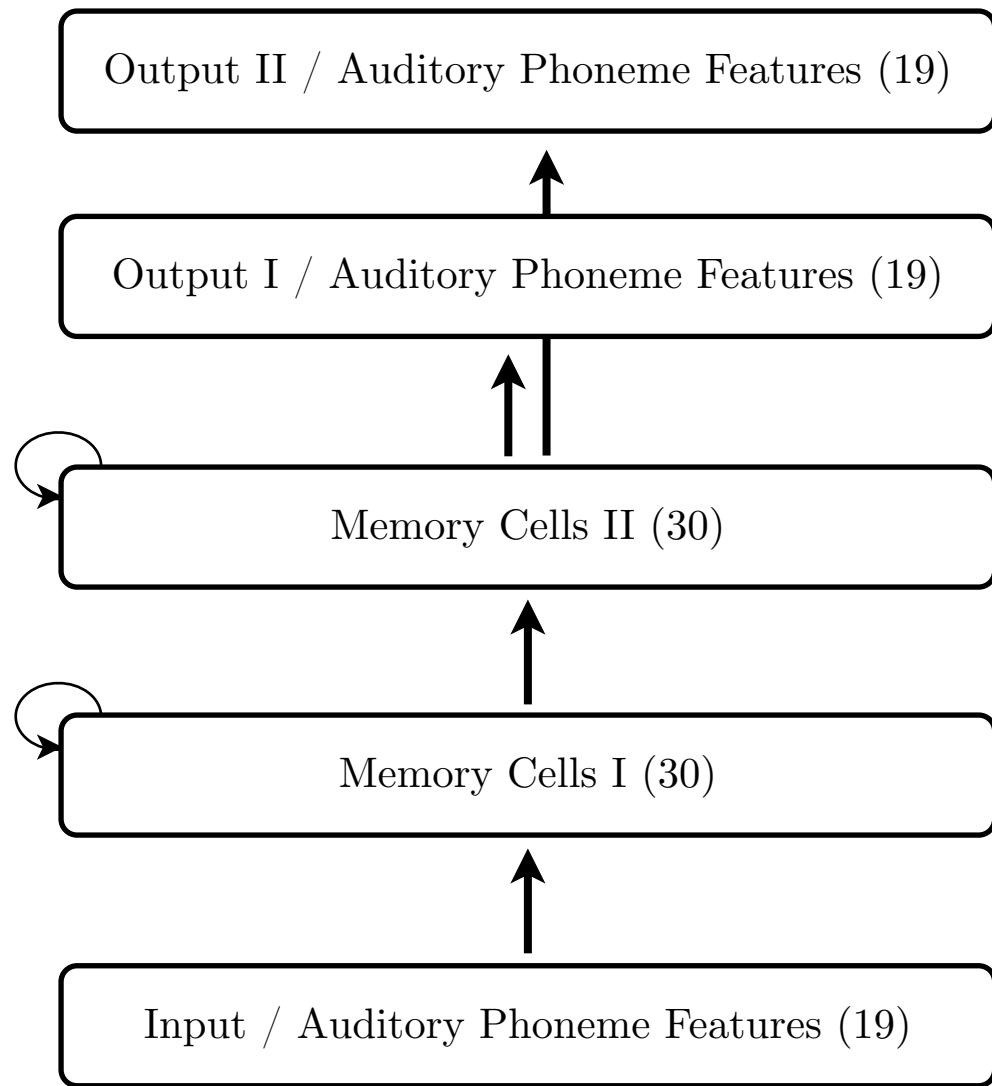 Output II / Auditory Phoneme Features (19)
Output I / Auditory Phoneme Features (19)
Memory Cells II (30)
Memory Cells I (30)
Input / Auditory Phoneme Features (19)